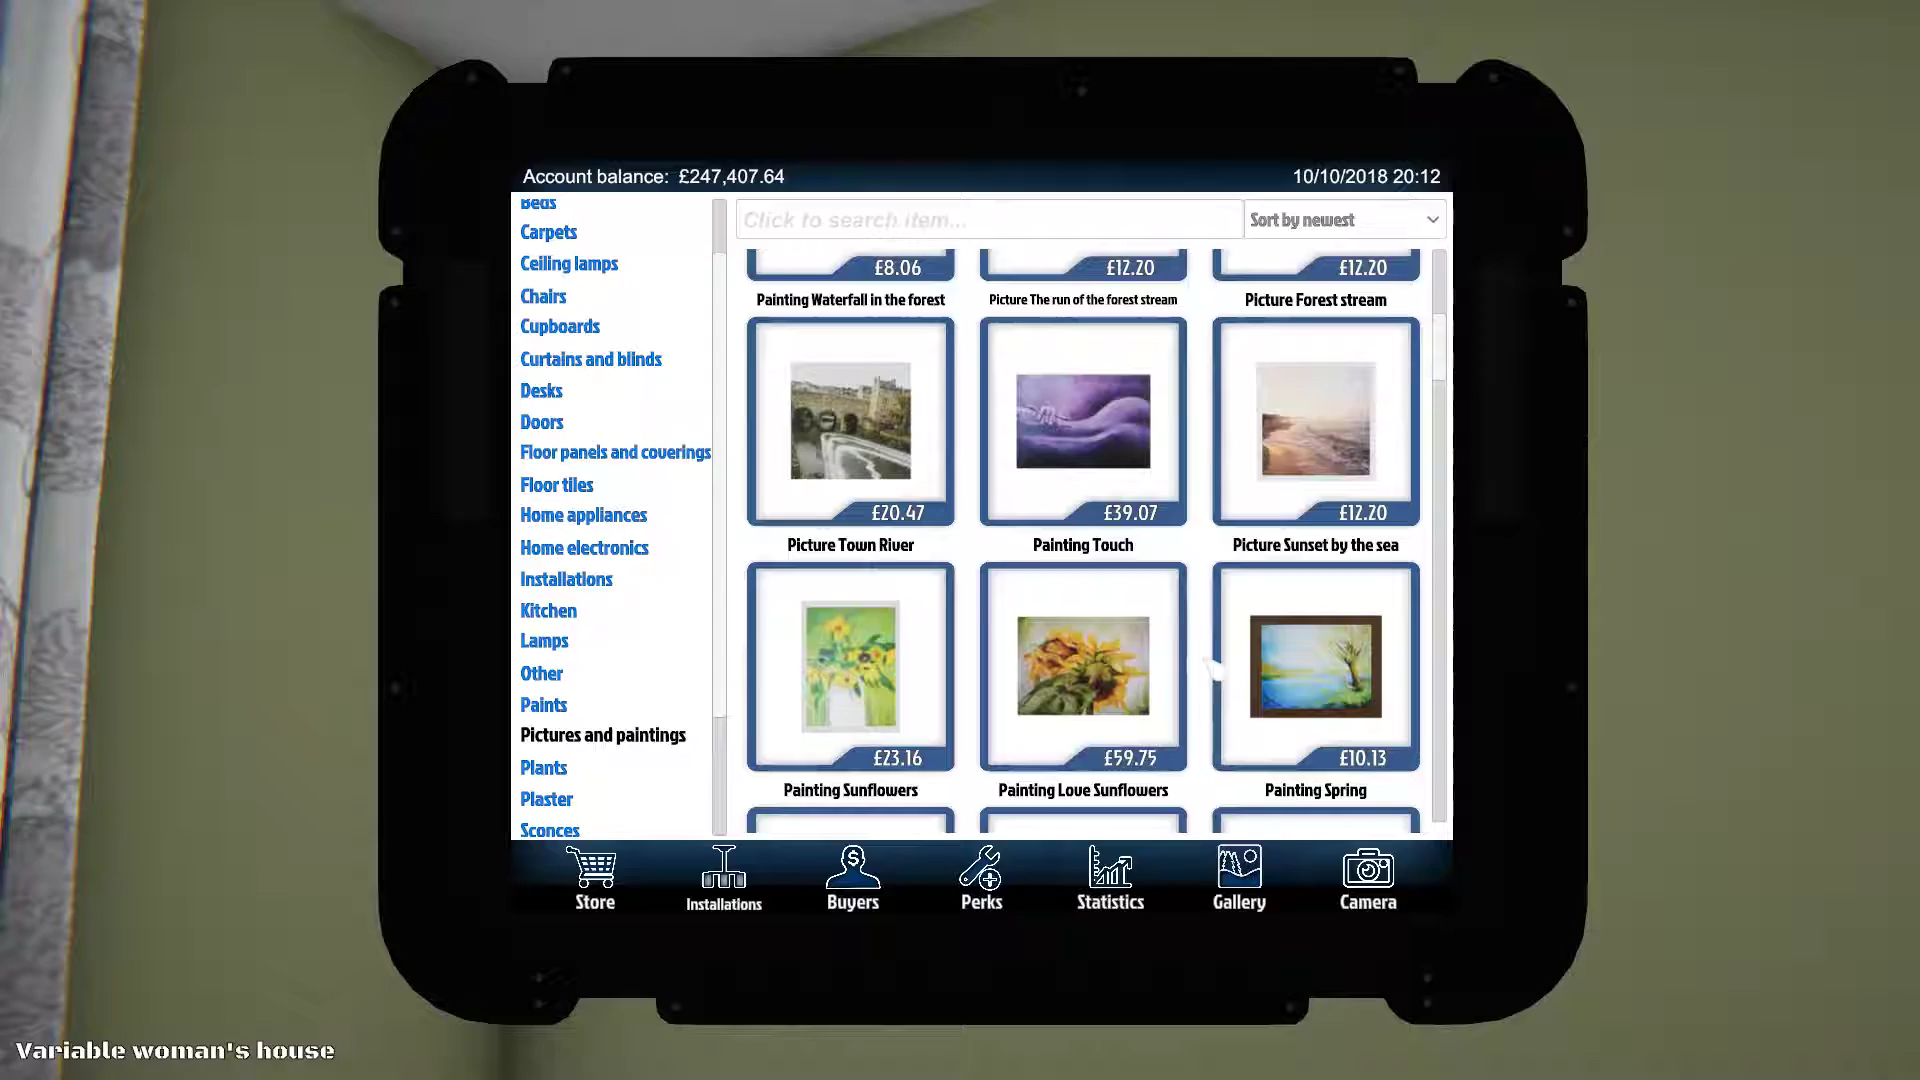 Account balance: £247,407.64
10/10/2018 20:12
Beds
Carpets
Ceiling lamps
Chairs
Cupboards
Curtains and blinds
Desks
Doors
Floor panels and coverings
Floor tiles
Home appliances
Home electronics
Installations
Kitchen
Lamps
Other
Paints
Pictures and paintings
Plants
Plaster
Sconces
Click to search item...
Sort by newest
£8.06
£12.20
£12.20
Painting Waterfall in the forest
Picture The run of the forest stream
Picture Forest stream
£20.47
£39.07
£12.20
Picture Town River
Painting Touch
Picture Sunset by the sea
£23.16
£59.75
£10.13
Painting Sunflowers
Painting Love Sunflowers
Painting Spring
Store
Installations
Buyers
Perks
Statistics
Gallery
Camera
Variable woman's house